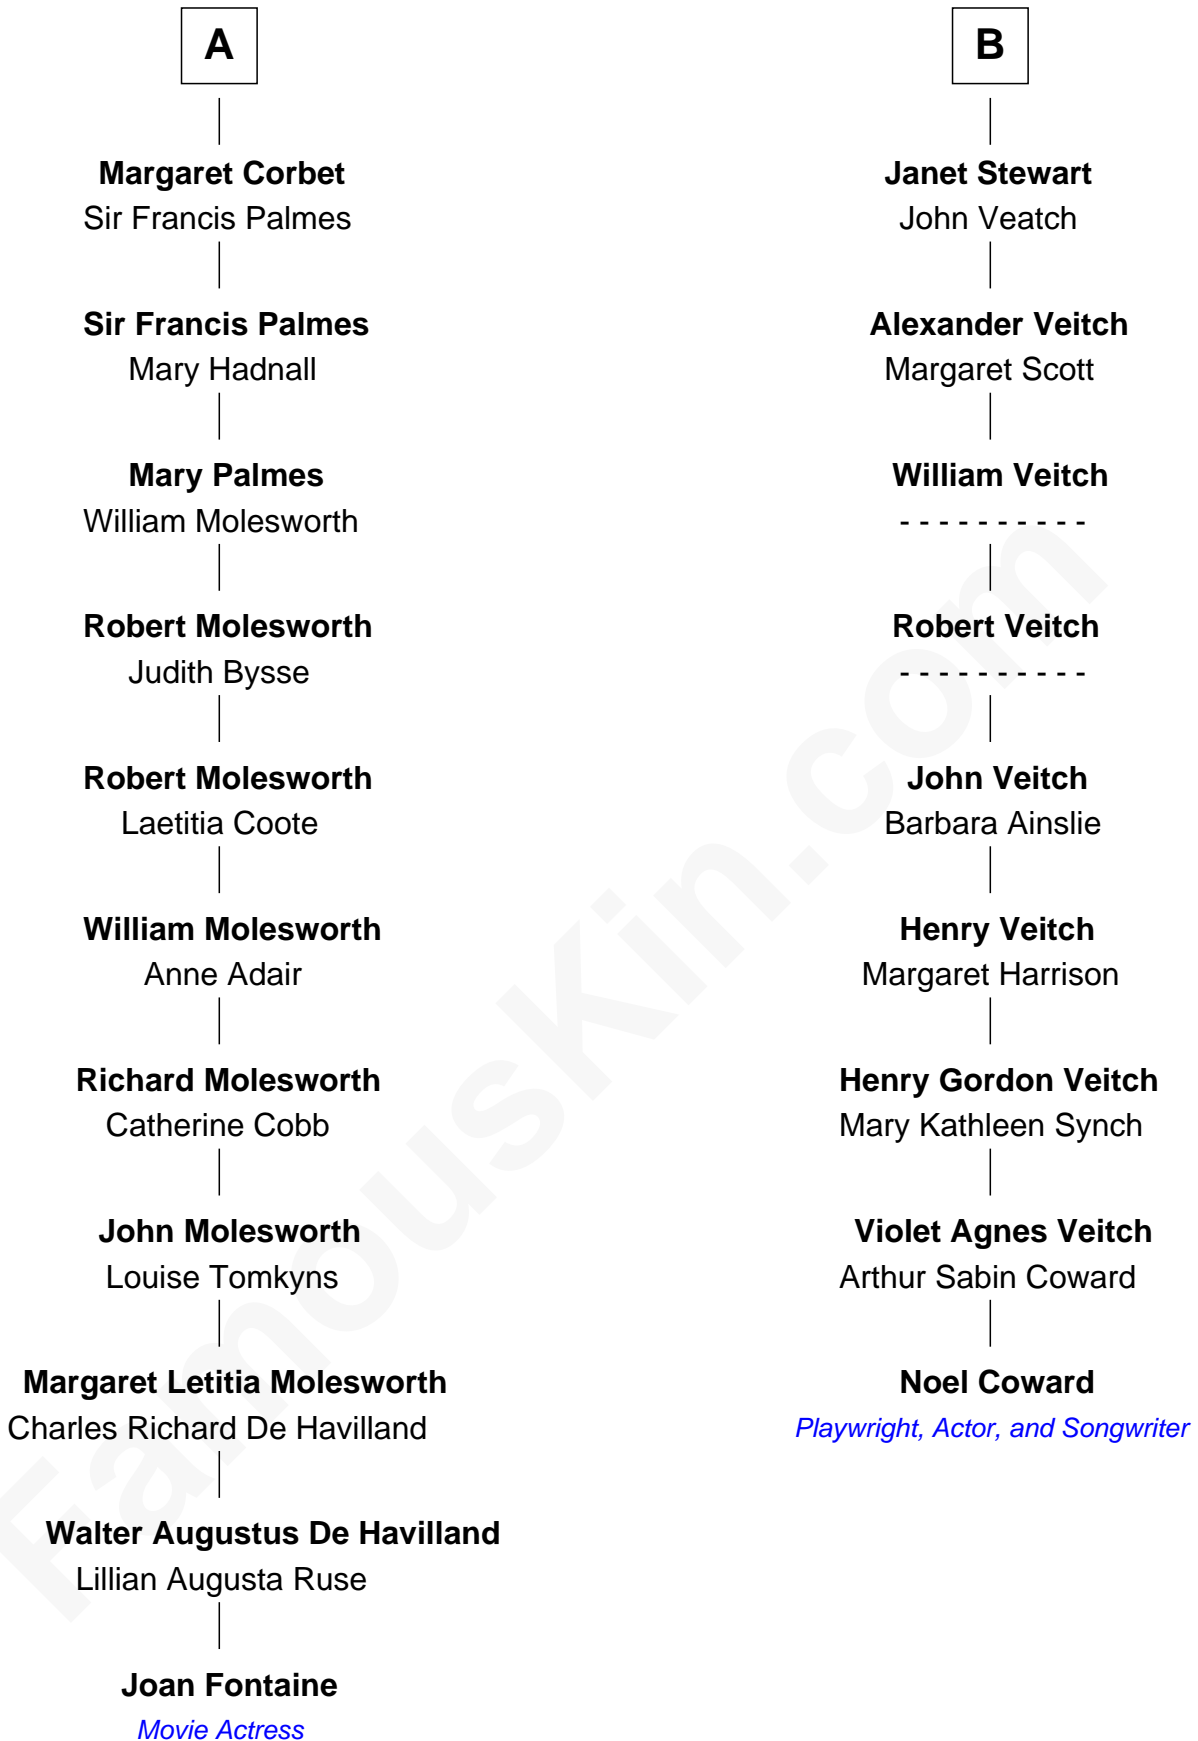 A
Margaret Corbet
Sir Francis Palmes
Sir Francis Palmes
Mary Hadnall
Mary Palmes
William Molesworth
Robert Molesworth
Judith Bysse
Robert Molesworth
Laetitia Coote
William Molesworth
Anne Adair
Richard Molesworth
Catherine Cobb
John Molesworth
Louise Tomkyns
Margaret Letitia Molesworth
Charles Richard De Havilland
Walter Augustus De Havilland
Lillian Augusta Ruse
Joan Fontaine
Movie Actress
B
Janet Stewart
John Veatch
Alexander Veitch
Margaret Scott
William Veitch
- - - - - - - - - -
Robert Veitch
- - - - - - - - - -
John Veitch
Barbara Ainslie
Henry Veitch
Margaret Harrison
Henry Gordon Veitch
Mary Kathleen Synch
Violet Agnes Veitch
Arthur Sabin Coward
Noel Coward
Playwright, Actor, and Songwriter
FamousKin.com